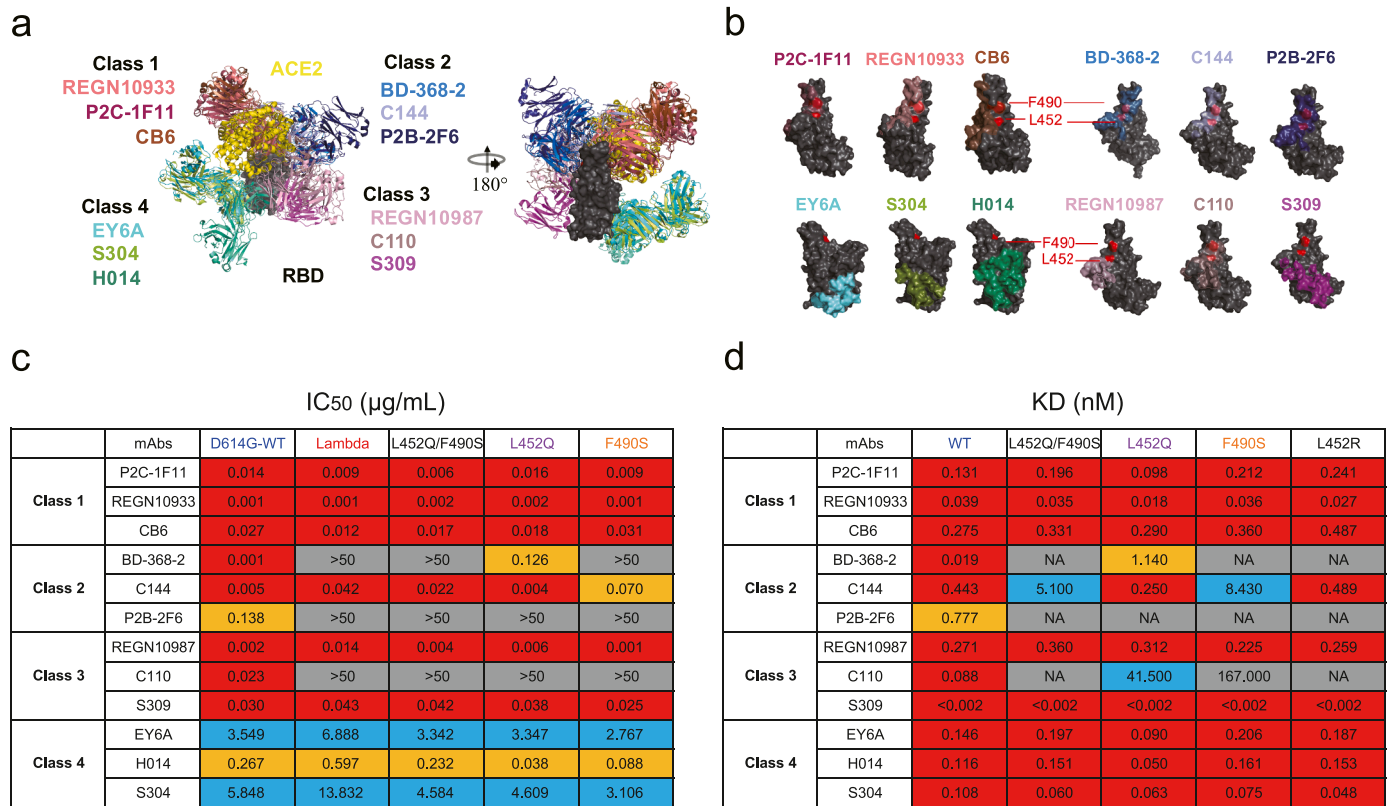 a
Class 1
REGN10933
P2C-1F11
CB6
ACE2
Class 2
BD-368-2
C144
P2B-2F6
180°
Class 4
EY6A
S304
H014
Class 3
REGN10987
C110
S309
RBD
b
P2C-1F11 REGN10933 CB6 BD-368-2 C144 P2B-2F6
F490
L452
EY6A S304 H014 REGN10987 C110 S309
F490
L452
c
IC50 (µg/mL)
mAbs D614G-WT Lambda L452Q/F490S L452Q F490S
Class 1
P2C-1F11 0.014 0.009 0.006 0.016 0.009
REGN10933 0.001 0.001 0.002 0.002 0.001
CB6 0.027 0.012 0.017 0.018 0.031
Class 2
BD-368-2 0.001 >50 >50 0.126 >50
C144 0.005 0.042 0.022 0.004 0.070
P2B-2F6 0.138 >50 >50 >50 >50
Class 3
REGN10987 0.002 0.014 0.004 0.006 0.001
C110 0.023 >50 >50 >50 >50
S309 0.030 0.043 0.042 0.038 0.025
Class 4
EY6A 3.549 6.888 3.342 3.347 2.767
H014 0.267 0.597 0.232 0.038 0.088
S304 5.848 13.832 4.584 4.609 3.106
d
KD (nM)
mAbs WT L452Q/F490S L452Q F490S L452R
Class 1
P2C-1F11 0.131 0.196 0.098 0.212 0.241
REGN10933 0.039 0.035 0.018 0.036 0.027
CB6 0.275 0.331 0.290 0.360 0.487
Class 2
BD-368-2 0.019 NA 1.140 NA NA
C144 0.443 5.100 0.250 8.430 0.489
P2B-2F6 0.777 NA NA NA NA
Class 3
REGN10987 0.271 0.360 0.312 0.225 0.259
C110 0.088 NA 41.500 167.000 NA
S309 <0.002 <0.002 <0.002 <0.002 <0.002
Class 4
EY6A 0.146 0.197 0.090 0.206 0.187
H014 0.116 0.151 0.050 0.161 0.153
S304 0.108 0.060 0.063 0.075 0.048